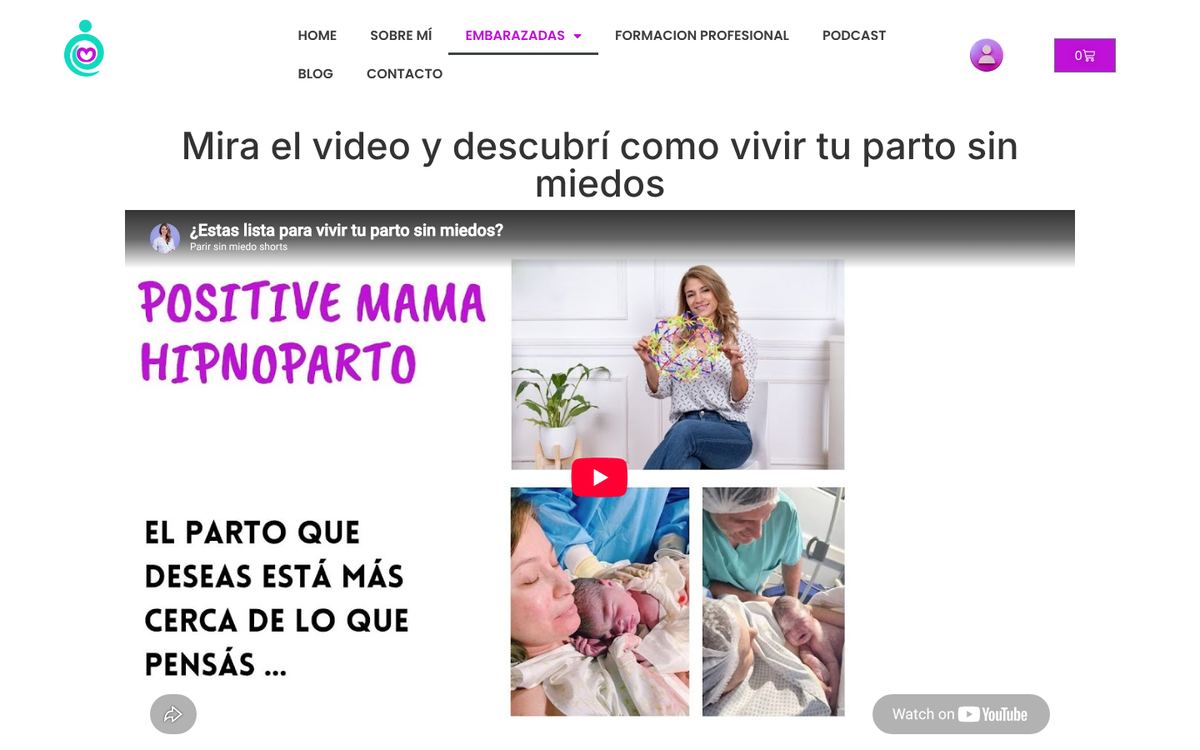 HOME SOBRE MÍ EMBARAZADAS FORMACION PROFESIONAL PODCAST
BLOG CONTACTO
0
Mira el video y descubrí como vivir tu parto sin
miedos
¿Estas lista para vivir tu parto sin miedos?
Parir sin miedo shorts
POSITIVE MAMA
HIPNOPARTO
EL PARTO QUE
DESEAS ESTÁ MÁS
CERCA DE LO QUE
PENSÁS ...
Watch on YouTube